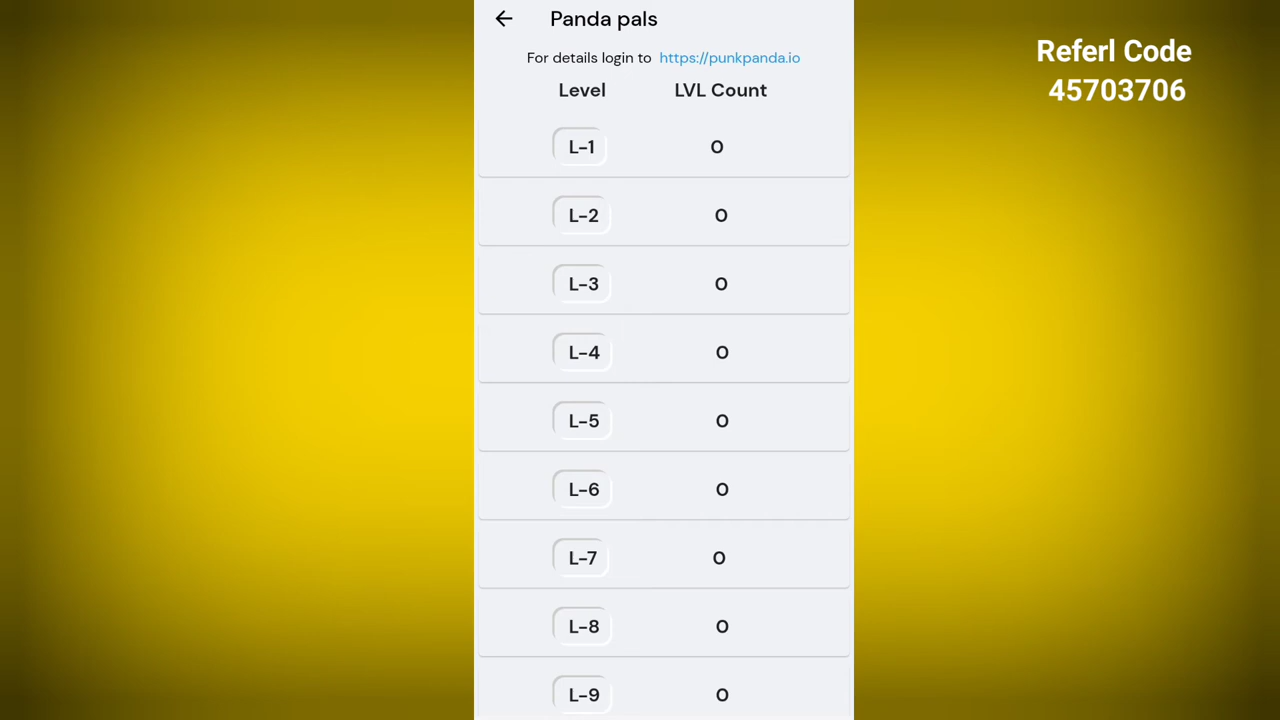 Panda pals
For details login to https://punkpanda.io
Level LVL Count
L-1 0
L-2 0
L-3 0
L-4 0
L-5 0
L-6 0
L-7 0
L-8 0
L-9 0
Referl Code
45703706